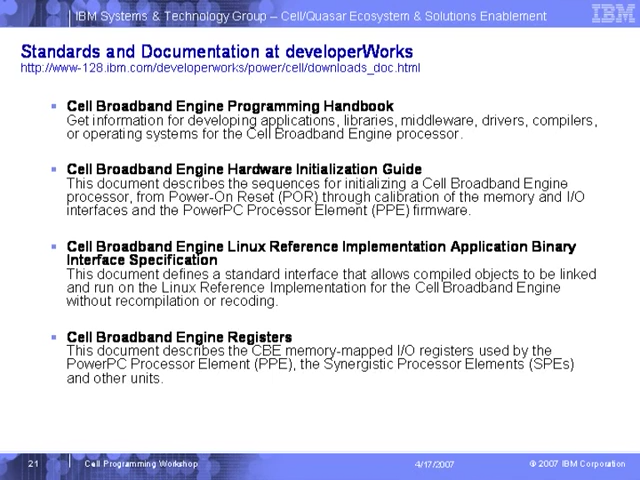 IBM Systems & Technology Group – Cell/Quasar Ecosystem & Solutions Enablement
IBM
Standards and Documentation at developerWorks
http://www-128.ibm.com/developerworks/power/cell/downloads_doc.html
Cell Broadband Engine Programming Handbook
Get information for developing applications, libraries, middleware, drivers, compilers,
or operating systems for the Cell Broadband Engine processor.
Cell Broadband Engine Hardware Initialization Guide
This document describes the sequences for initializing a Cell Broadband Engine
processor, from Power-On Reset (POR) through calibration of the memory and I/O
interfaces and the PowerPC Processor Element (PPE) firmware.
Cell Broadband Engine Linux Reference Implementation Application Binary
Interface Specification
This document defines a standard interface that allows compiled objects to be linked
and run on the Linux Reference Implementation for the Cell Broadband Engine
without recompilation or recoding.
Cell Broadband Engine Registers
This document describes the CBE memory-mapped I/O registers used by the
PowerPC Processor Element (PPE), the Synergistic Processor Elements (SPEs)
and other units.
21 Cell Programming Workshop 4/17/2007 © 2007 IBM Corporation